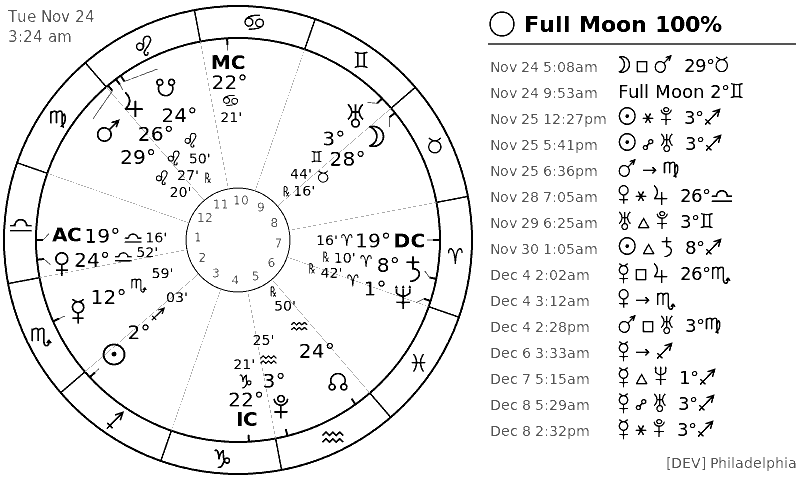 Tue Nov 24
3:24 am
Full Moon 100%
Nov 24 5:08am ☽ □ ♂ 29°♉
Nov 24 9:53am Full Moon 2°♊
Nov 25 12:27pm ☉ ⚹ ♇ 3°♐
Nov 25 5:41pm ☉ ☍ ♅ 3°♐
Nov 25 6:36pm ♂ → ♍
Nov 28 7:05am ♀ ⚹ ♃ 26°♎
Nov 29 6:25am ♅ △ ♇ 3°♊
Nov 30 1:05am ☉ △ ♄ 8°♐
Dec 4 2:02am ☿ □ ♃ 26°♏
Dec 4 3:12am ♀ → ♏
Dec 4 2:28pm ♂ □ ♅ 3°♍
Dec 6 3:33am ☿ → ♐
Dec 7 5:15am ☿ △ ♆ 1°♐
Dec 8 5:29am ☿ ☍ ♅ 3°♐
Dec 8 2:32pm ☿ ⚹ ♇ 3°♐
[DEV] Philadelphia
MC 22° ♋ 21'
☋ 24° ♌ 50' ℞
♃ 26° ♌ 27'
♂ 29° ♌ 20'
♅ 3° ♊ 44' ℞
☽ 28° ♉ 16'
AC 19° ♎ 16'
♀ 24° ♎ 52'
☿ 12° ♏ 59'
☉ 2° ♐ 03'
16' ♈ 19° DC
℞ 10' ♈ 8° ♄
℞ 42' ♈ 1° ♆
℞ 50' ♒ 24° ☊
25' ♒ 3° ♇
21' ♑ 22° IC
1
2
3
4
5
6
7
8
9
10
11
12
♋
♊
♉
♈
♓
♒
♑
♐
♏
♎
♍
♌